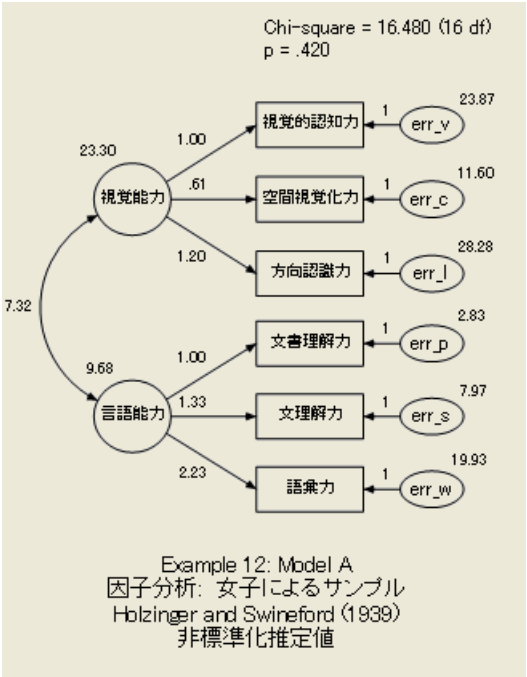 Chi-square = 16.480 (16 df)
p = .420
23.87
1
視覚的認知力
err_v
1.00
23.30
11.60
.61
1
視覚能力
空間視覚化力
err_c
28.28
1.20
1
方向認識力
err_l
7.32
2.83
1
文書理解力
err_p
1.00
9.68
7.97
1.33
1
言語能力
文理解力
err_s
19.93
2.23
1
語彙力
err_w
Example 12: Model A
因子分析: 女子によるサンプル
Holzinger and Swineford (1939)
非標準化推定値